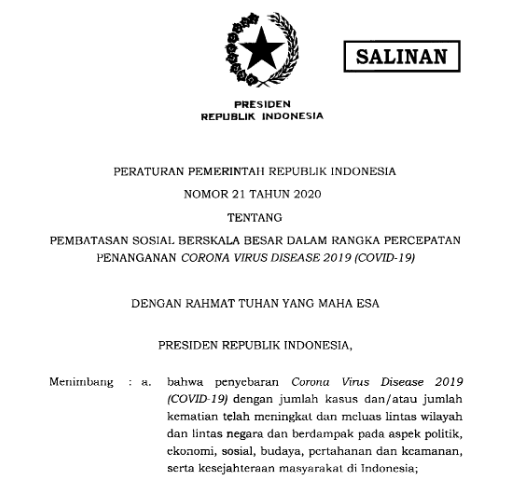 SALINAN
PRESIDEN
REPUBLIK INDONESIA
PERATURAN PEMERINTAH REPUBLIK INDONESIA
NOMOR 21 TAHUN 2020
TENTANG
PEMBATASAN SOSIAL BERSKALA BESAR DALAM RANGKA PERCEPATAN
PENANGANAN CORONA VIRUS DISEASE 2019 (COVID-19)
DENGAN RAHMAT TUHAN YANG MAHA ESA
PRESIDEN REPUBLIK INDONESIA,
Menimbang : a. bahwa penyebaran Corona Virus Disease 2019
(COVID-19) dengan jumlah kasus dan/atau jumlah
kematian telah meningkat dan meluas lintas wilayah
dan lintas negara dan berdampak pada aspek politik,
ekonomi, sosial, budaya, pertahanan dan keamanan,
serta kesejahteraan masyarakat di Indonesia;